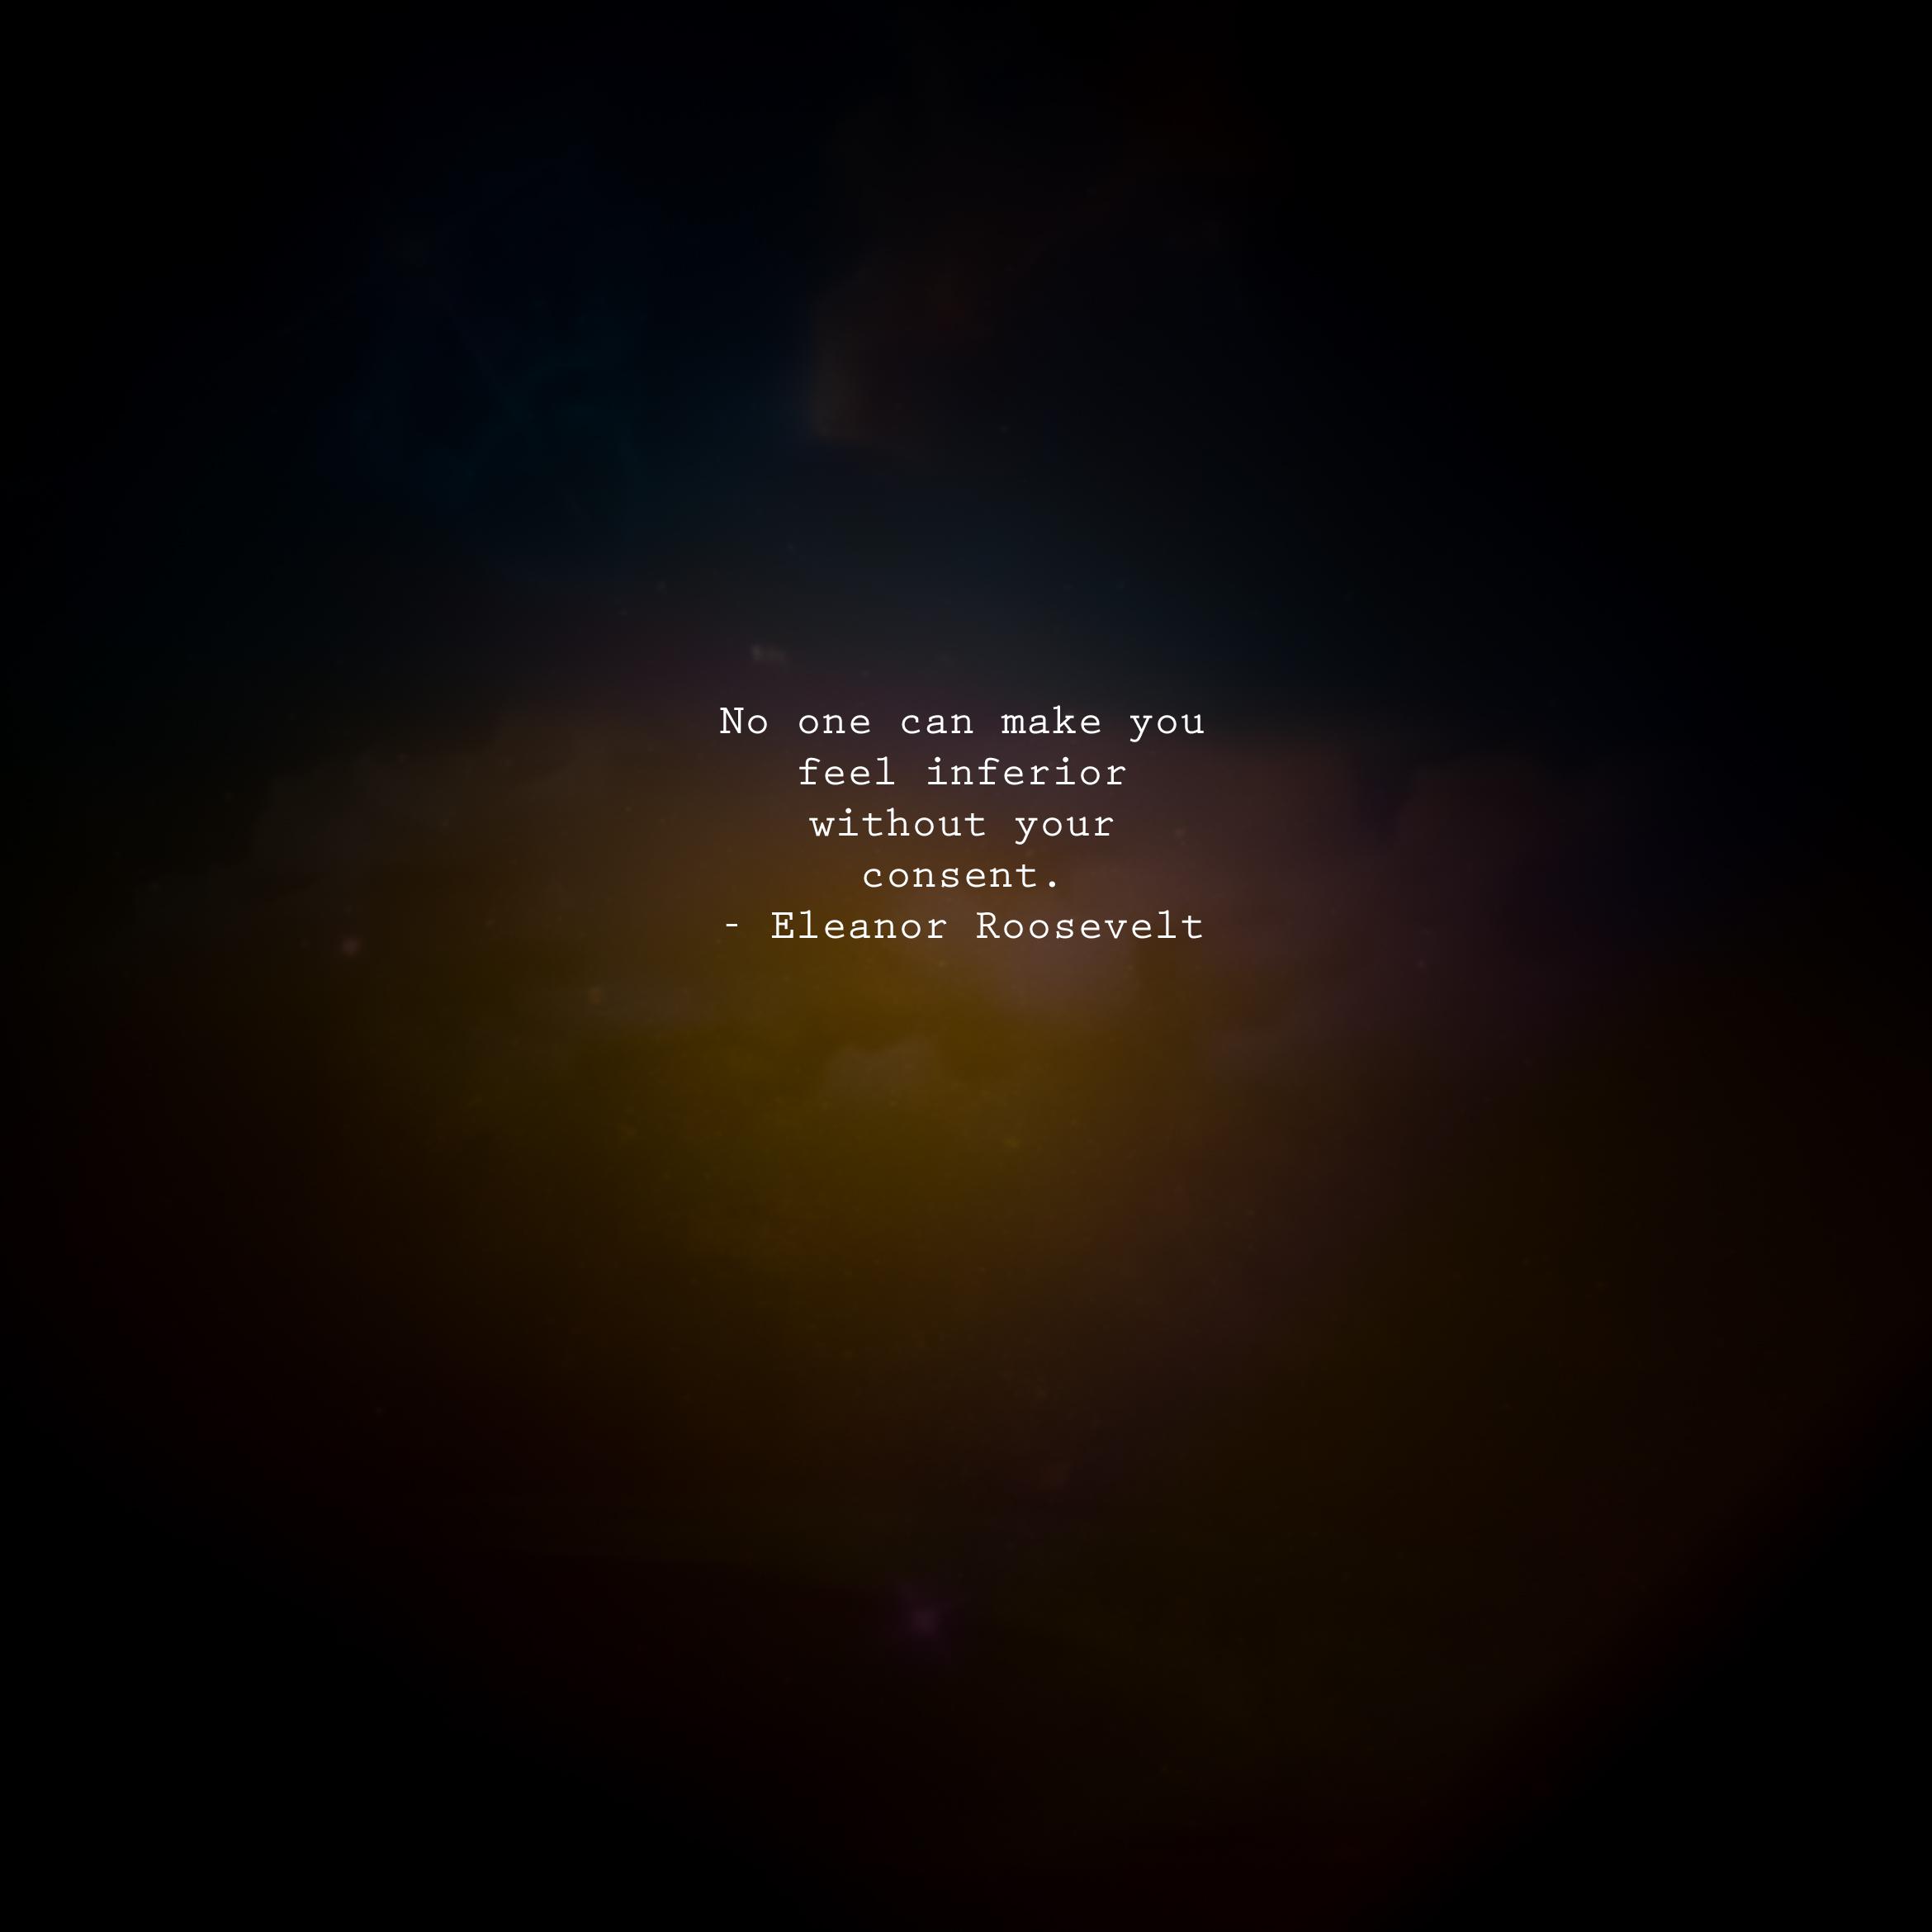 No one can make you
feel inferior
without your
consent.
- Eleanor Roosevelt